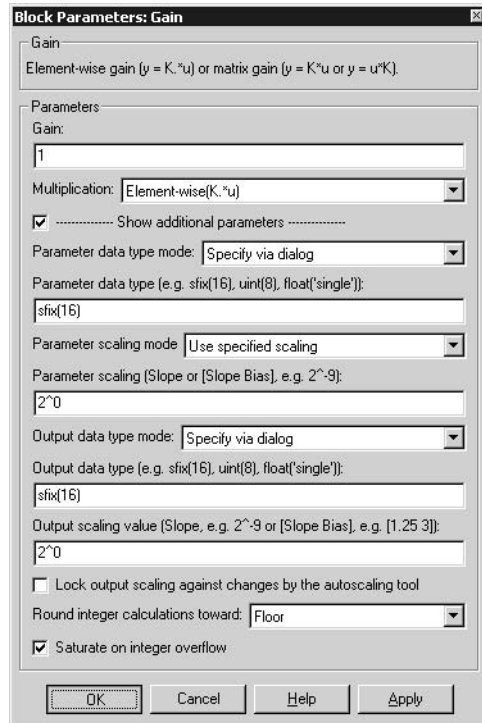 Block Parameters: Gain
Gain
Element-wise gain (y = K.*u) or matrix gain (y = K*u or y = u*K).
Parameters
Gain:
1
Multiplication: Element-wise(K.*u)
-------------- Show additional parameters --------------
Parameter data type mode: Specify via dialog
Parameter data type (e.g. sfix(16), uint(8), float('single')):
sfix(16)
Parameter scaling mode Use specified scaling
Parameter scaling (Slope or [Slope Bias], e.g. 2^-9):
2^0
Output data type mode: Specify via dialog
Output data type (e.g. sfix(16), uint(8), float('single')):
sfix(16)
Output scaling value (Slope, e.g. 2^-9 or [Slope Bias], e.g. [1.25 3]):
2^0
Lock output scaling against changes by the autoscaling tool
Round integer calculations toward: Floor
Saturate on integer overflow
OK Cancel Help Apply